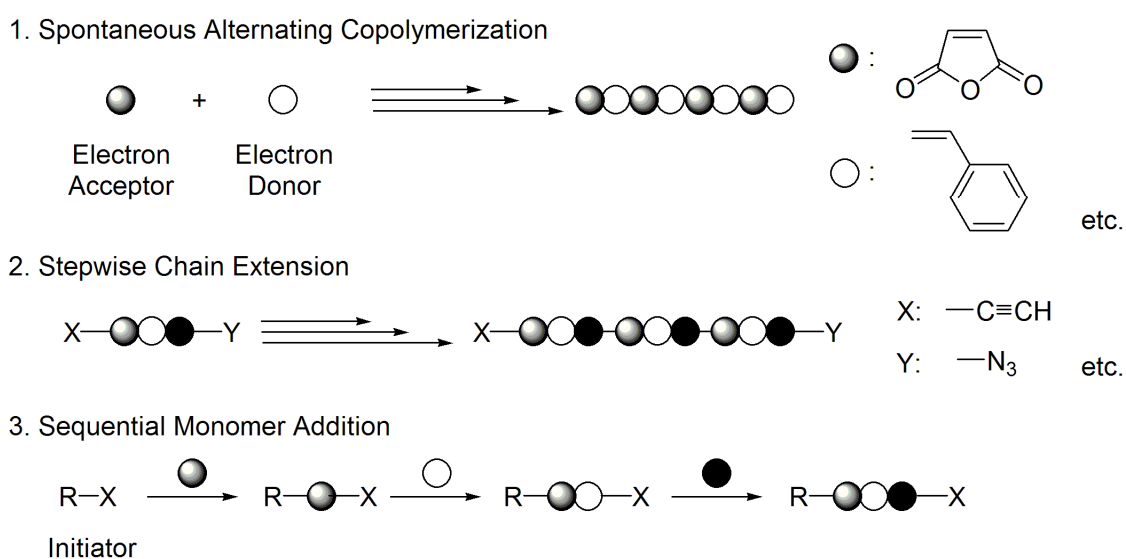 1. Spontaneous Alternating Copolymerization
+
Electron Acceptor
Electron Donor
:
O O O
:
etc.
2. Stepwise Chain Extension
X Y
X Y
X: —C≡CH
Y: —N₃
etc.
3. Sequential Monomer Addition
R–X
R X
R X
R X
Initiator